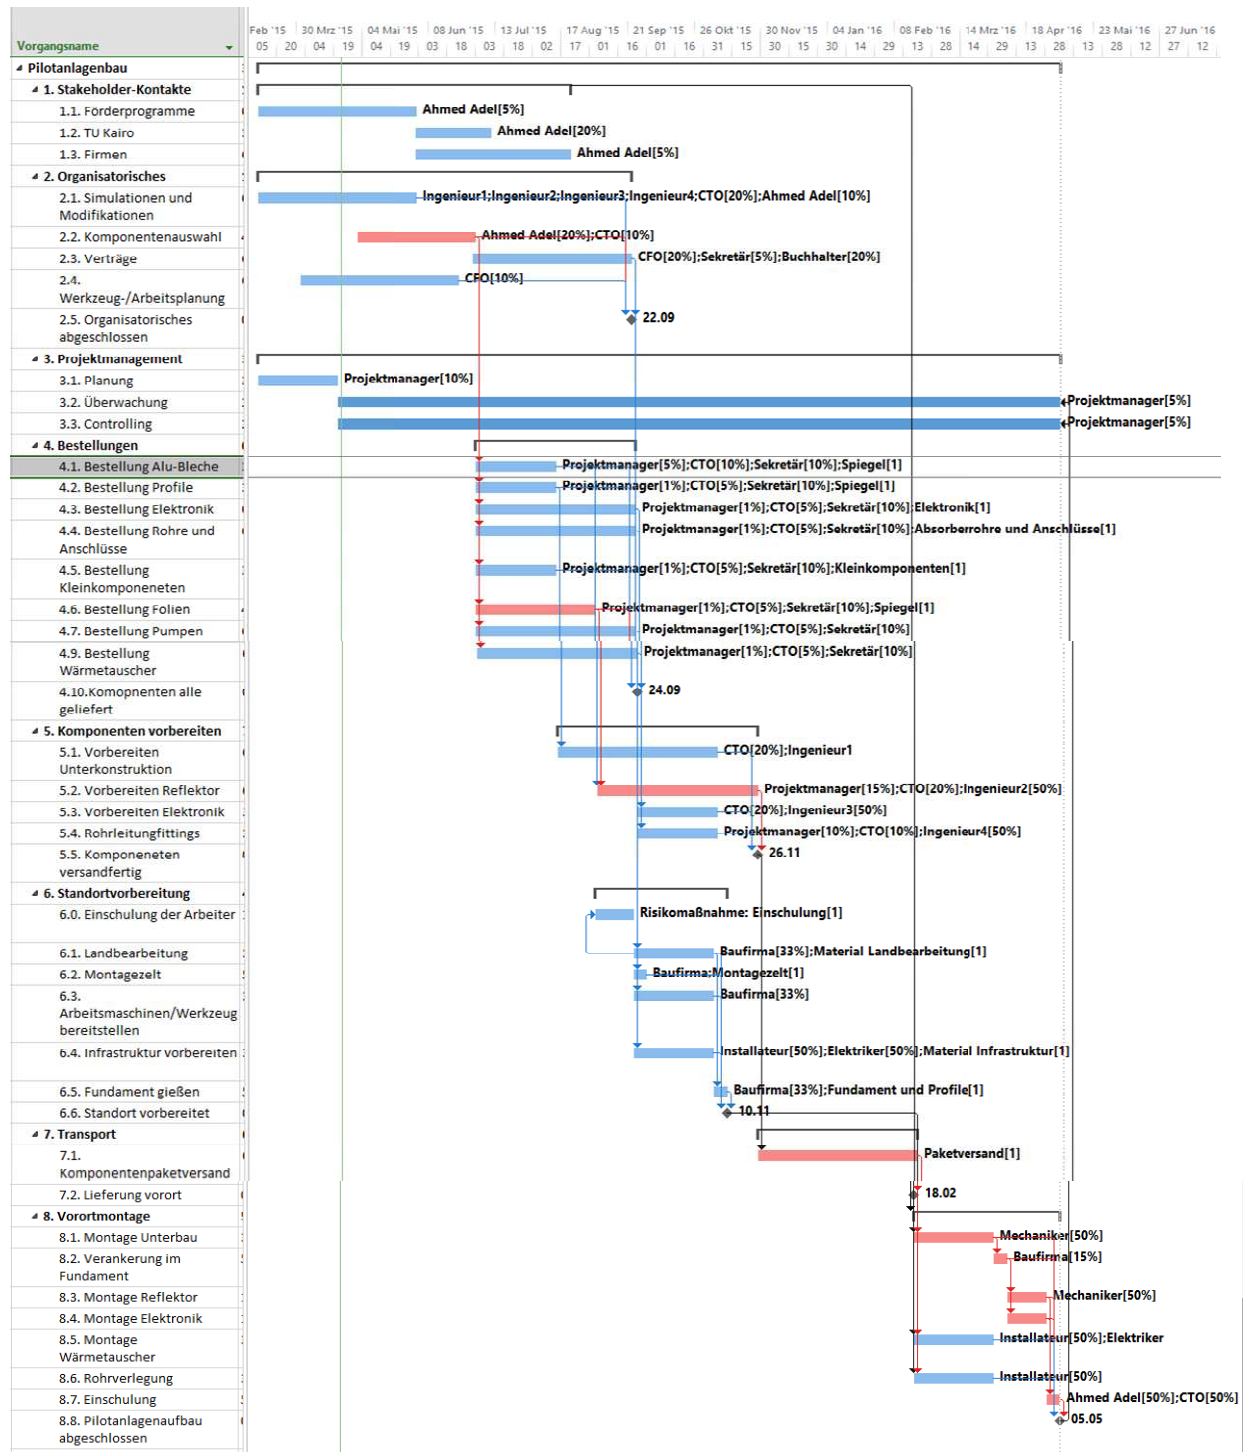 Feb '15 30 Mrz '15 04 Mai '15 08 Jun '15 13 Jul '15 17 Aug '15 21 Sep '15 26 Okt '15 30 Nov '15 04 Jan '16 08 Feb '16 14 Mrz '16 18 Apr '16 23 Mai '16 27 Jun '16
Vorgangsname 05 20 04 19 04 19 03 18 03 18 02 17 01 16 01 16 31 15 30 15 30 14 29 13 28 14 29 13 28 13 28 12 27 12
Pilotanlagenbau
1. Stakeholder-Kontakte
1.1. Förderprogramme Ahmed Adel[5%]
1.2. TU Kairo Ahmed Adel[20%]
1.3. Firmen Ahmed Adel[5%]
2. Organisatorisches
2.1. Simulationen und Ingenieur1;Ingenieur2;Ingenieur3;Ingenieur4;CTO[20%];Ahmed Adel[10%]
Modifikationen
2.2. Komponentenauswahl Ahmed Adel[20%];CTO[10%]
2.3. Verträge CFO[20%];Sekretär[5%];Buchhalter[20%]
2.4. CFO[10%]
Werkzeug-/Arbeitsplanung
2.5. Organisatorisches 22.09
abgeschlossen
3. Projektmanagement
3.1. Planung Projektmanager[10%]
3.2. Überwachung Projektmanager[5%]
3.3. Controlling Projektmanager[5%]
4. Bestellungen
4.1. Bestellung Alu-Bleche Projektmanager[5%];CTO[10%];Sekretär[10%];Spiegel[1]
4.2. Bestellung Profile Projektmanager[1%];CTO[5%];Sekretär[10%];Spiegel[1]
4.3. Bestellung Elektronik Projektmanager[1%];CTO[5%];Sekretär[10%];Elektronik[1]
4.4. Bestellung Rohre und Projektmanager[1%];CTO[5%];Sekretär[10%];Absorberrohre und Anschlüsse[1]
Anschlüsse
4.5. Bestellung Projektmanager[1%];CTO[5%];Sekretär[10%];Kleinkomponenten[1]
Kleinkomponeneten
4.6. Bestellung Folien Projektmanager[1%];CTO[5%];Sekretär[10%];Spiegel[1]
4.7. Bestellung Pumpen Projektmanager[1%];CTO[5%];Sekretär[10%]
4.9. Bestellung Projektmanager[1%];CTO[5%];Sekretär[10%]
Wärmetauscher
4.10.Komopnenten alle 24.09
geliefert
5. Komponenten vorbereiten
5.1. Vorbereiten CTO[20%];Ingenieur1
Unterkonstruktion
5.2. Vorbereiten Reflektor Projektmanager[15%];CTO[20%];Ingenieur2[50%]
5.3. Vorbereiten Elektronik CTO[20%];Ingenieur3[50%]
5.4. Rohrleitungfittings Projektmanager[10%];CTO[10%];Ingenieur4[50%]
5.5. Komponeneten 26.11
versandfertig
6. Standortvorbereitung
6.0. Einschulung der Arbeiter Risikomaßnahme: Einschulung[1]
6.1. Landbearbeitung Baufirma[33%];Material Landbearbeitung[1]
6.2. Montagezelt Baufirma;Montagezelt[1]
6.3. Baufirma[33%]
Arbeitsmaschinen/Werkzeug
bereitstellen
6.4. Infrastruktur vorbereiten Installateur[50%];Elektriker[50%];Material Infrastruktur[1]
6.5. Fundament gießen Baufirma[33%];Fundament und Profile[1]
6.6. Standort vorbereitet 10.11
7. Transport
7.1. Paketversand[1]
Komponentenpaketversand
7.2. Lieferung vorort 18.02
8. Vorortmontage
8.1. Montage Unterbau Mechaniker[50%]
8.2. Verankerung im Baufirma[15%]
Fundament
8.3. Montage Reflektor Mechaniker[50%]
8.4. Montage Elektronik
8.5. Montage Installateur[50%];Elektriker
Wärmetauscher
8.6. Rohrverlegung Installateur[50%]
8.7. Einschulung Ahmed Adel[50%];CTO[50%]
8.8. Pilotanlagenaufbau 05.05
abgeschlossen